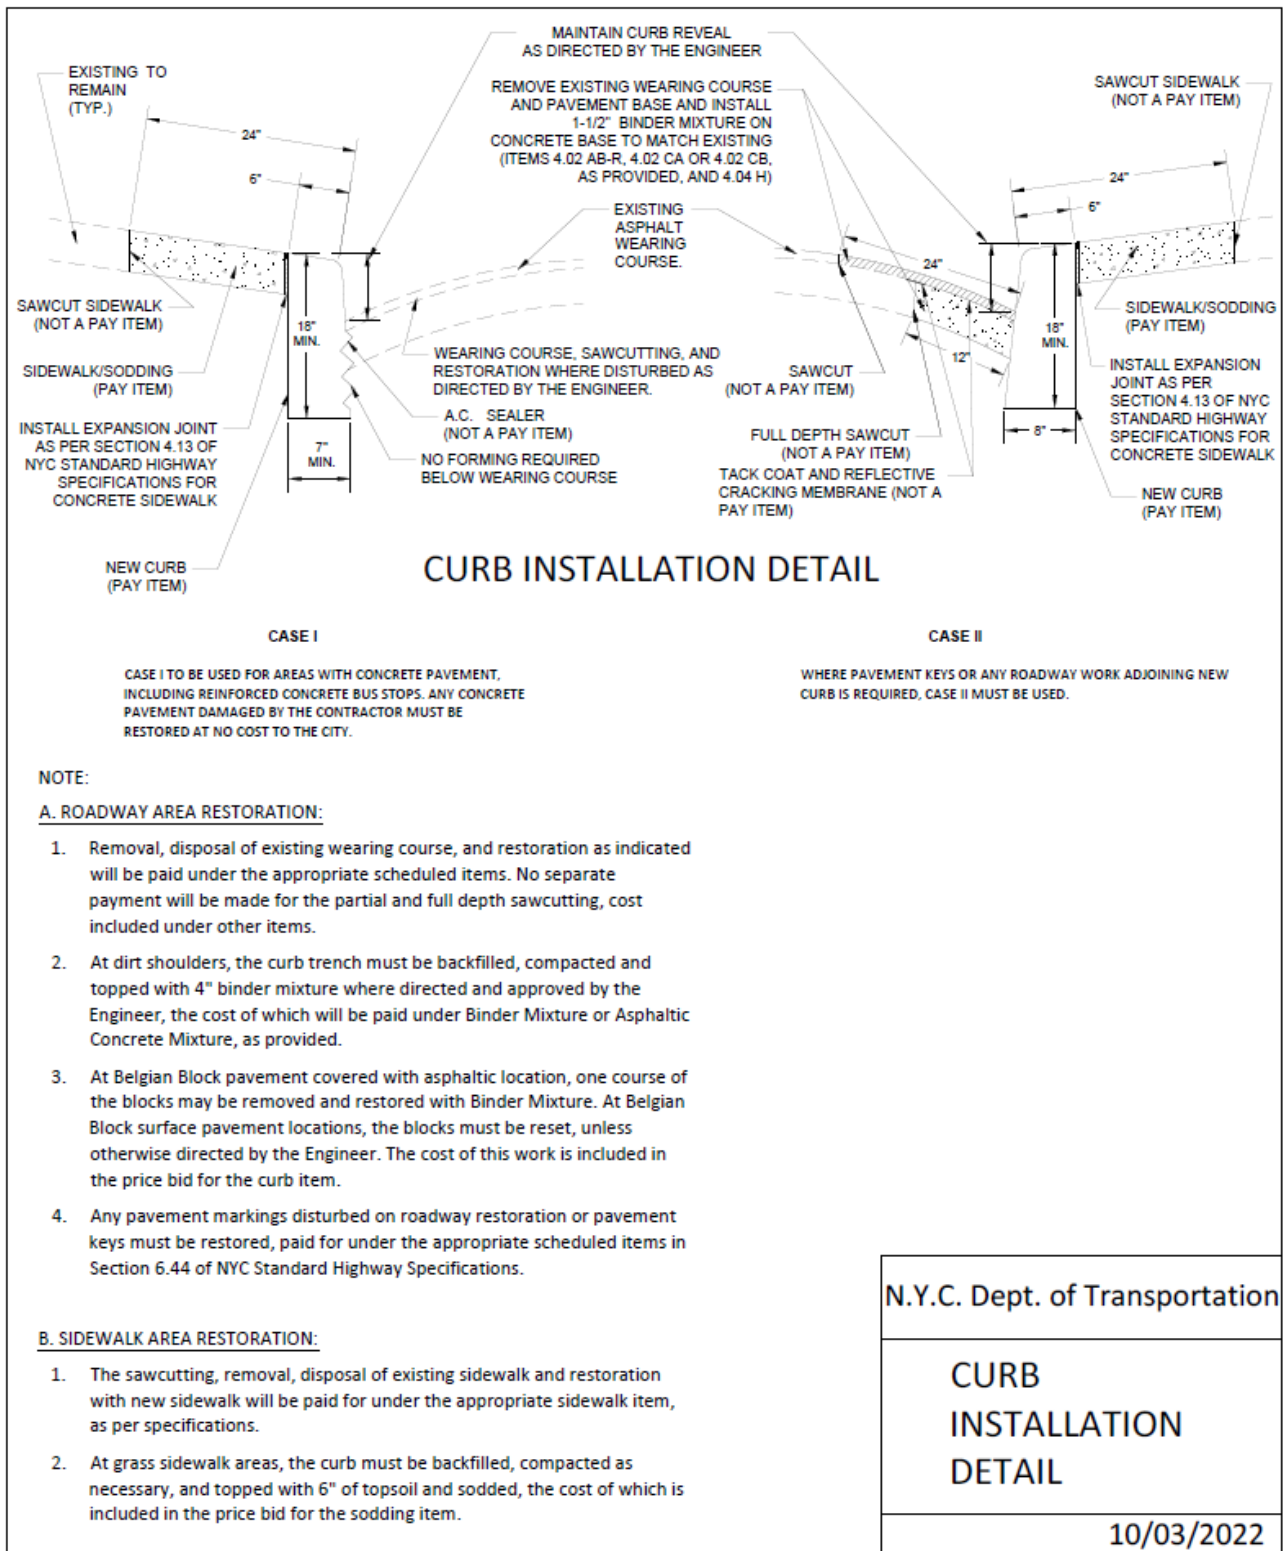 MAINTAIN CURB REVEAL
AS DIRECTED BY THE ENGINEER
EXISTING TO
REMAIN
(TYP.)
24"
6"
REMOVE EXISTING WEARING COURSE
AND PAVEMENT BASE AND INSTALL
1-1/2" BINDER MIXTURE ON
CONCRETE BASE TO MATCH EXISTING
(ITEMS 4.02 AB-R, 4.02 CA OR 4.02 CB,
AS PROVIDED, AND 4.04 H)
SAWCUT SIDEWALK
(NOT A PAY ITEM)
24"
6"
EXISTING
ASPHALT
WEARING
COURSE.
24"
SAWCUT SIDEWALK
(NOT A PAY ITEM)
18"
MIN.
SIDEWALK/SODDING
(PAY ITEM)
INSTALL EXPANSION JOINT
AS PER SECTION 4.13 OF
NYC STANDARD HIGHWAY
SPECIFICATIONS FOR
CONCRETE SIDEWALK
7"
MIN.
NEW CURB
(PAY ITEM)
WEARING COURSE, SAWCUTTING, AND
RESTORATION WHERE DISTURBED AS
DIRECTED BY THE ENGINEER.
A.C. SEALER
(NOT A PAY ITEM)
NO FORMING REQUIRED
BELOW WEARING COURSE
12"
SAWCUT
(NOT A PAY ITEM)
FULL DEPTH SAWCUT
(NOT A PAY ITEM)
TACK COAT AND REFLECTIVE
CRACKING MEMBRANE (NOT A
PAY ITEM)
18"
MIN.
8"
SIDEWALK/SODDING
(PAY ITEM)
INSTALL EXPANSION
JOINT AS PER
SECTION 4.13 OF NYC
STANDARD HIGHWAY
SPECIFICATIONS FOR
CONCRETE SIDEWALK
NEW CURB
(PAY ITEM)
CURB INSTALLATION DETAIL
CASE I
CASE I TO BE USED FOR AREAS WITH CONCRETE PAVEMENT,
INCLUDING REINFORCED CONCRETE BUS STOPS. ANY CONCRETE
PAVEMENT DAMAGED BY THE CONTRACTOR MUST BE
RESTORED AT NO COST TO THE CITY.
CASE II
WHERE PAVEMENT KEYS OR ANY ROADWAY WORK ADJOINING NEW
CURB IS REQUIRED, CASE II MUST BE USED.
NOTE:
A. ROADWAY AREA RESTORATION:
1. Removal, disposal of existing wearing course, and restoration as indicated
will be paid under the appropriate scheduled items. No separate
payment will be made for the partial and full depth sawcutting, cost
included under other items.
2. At dirt shoulders, the curb trench must be backfilled, compacted and
topped with 4" binder mixture where directed and approved by the
Engineer, the cost of which will be paid under Binder Mixture or Asphaltic
Concrete Mixture, as provided.
3. At Belgian Block pavement covered with asphaltic location, one course of
the blocks may be removed and restored with Binder Mixture. At Belgian
Block surface pavement locations, the blocks must be reset, unless
otherwise directed by the Engineer. The cost of this work is included in
the price bid for the curb item.
4. Any pavement markings disturbed on roadway restoration or pavement
keys must be restored, paid for under the appropriate scheduled items in
Section 6.44 of NYC Standard Highway Specifications.
B. SIDEWALK AREA RESTORATION:
1. The sawcutting, removal, disposal of existing sidewalk and restoration
with new sidewalk will be paid for under the appropriate sidewalk item,
as per specifications.
2. At grass sidewalk areas, the curb must be backfilled, compacted as
necessary, and topped with 6" of topsoil and sodded, the cost of which is
included in the price bid for the sodding item.
N.Y.C. Dept. of Transportation
CURB
INSTALLATION
DETAIL
10/03/2022